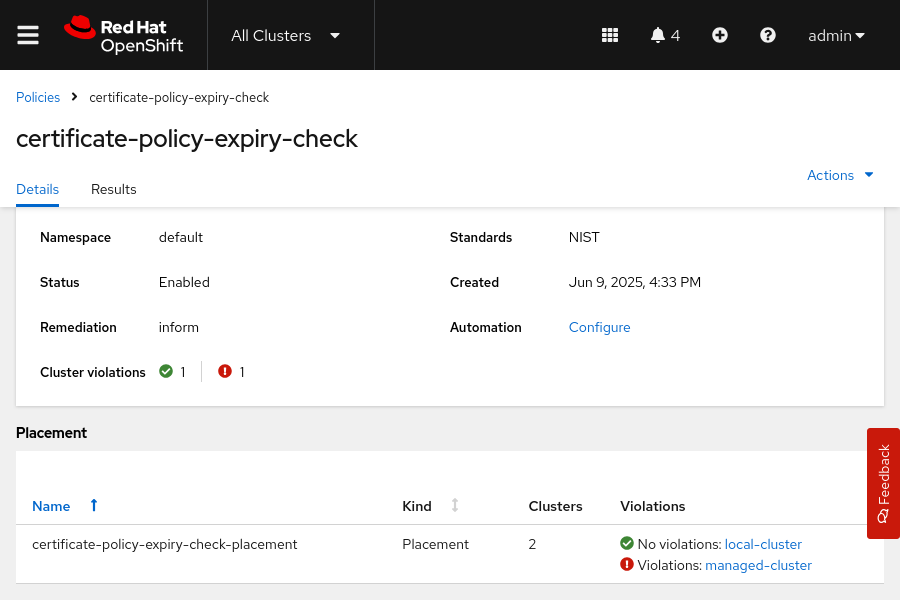 Red Hat
OpenShift
All Clusters
4
admin
Policies
certificate-policy-expiry-check
certificate-policy-expiry-check
Actions
Details
Results
Namespace
default
Standards
NIST
Status
Enabled
Created
Jun 9, 2025, 4:33 PM
Remediation
inform
Automation
Configure
Cluster violations
1
1
Placement
Feedback
Name
Kind
Clusters
Violations
certificate-policy-expiry-check-placement
Placement
2
No violations: local-cluster
Violations: managed-cluster